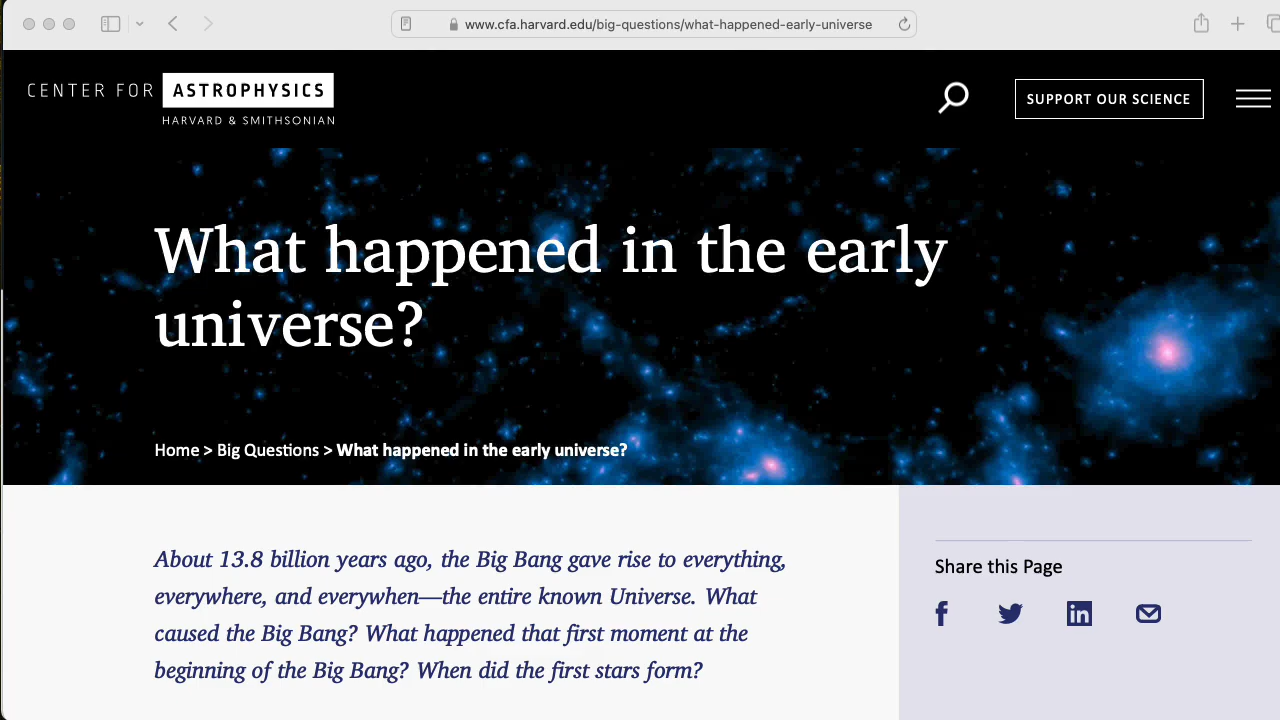 www.cfa.harvard.edu/big-questions/what-happened-early-universe
CENTER FOR ASTROPHYSICS
HARVARD & SMITHSONIAN
SUPPORT OUR SCIENCE
What happened in the early
universe?
Home > Big Questions > What happened in the early universe?
About 13.8 billion years ago, the Big Bang gave rise to everything,
everywhere, and everywhen—the entire known Universe. What
caused the Big Bang? What happened that first moment at the
beginning of the Big Bang? When did the first stars form?
Share this Page